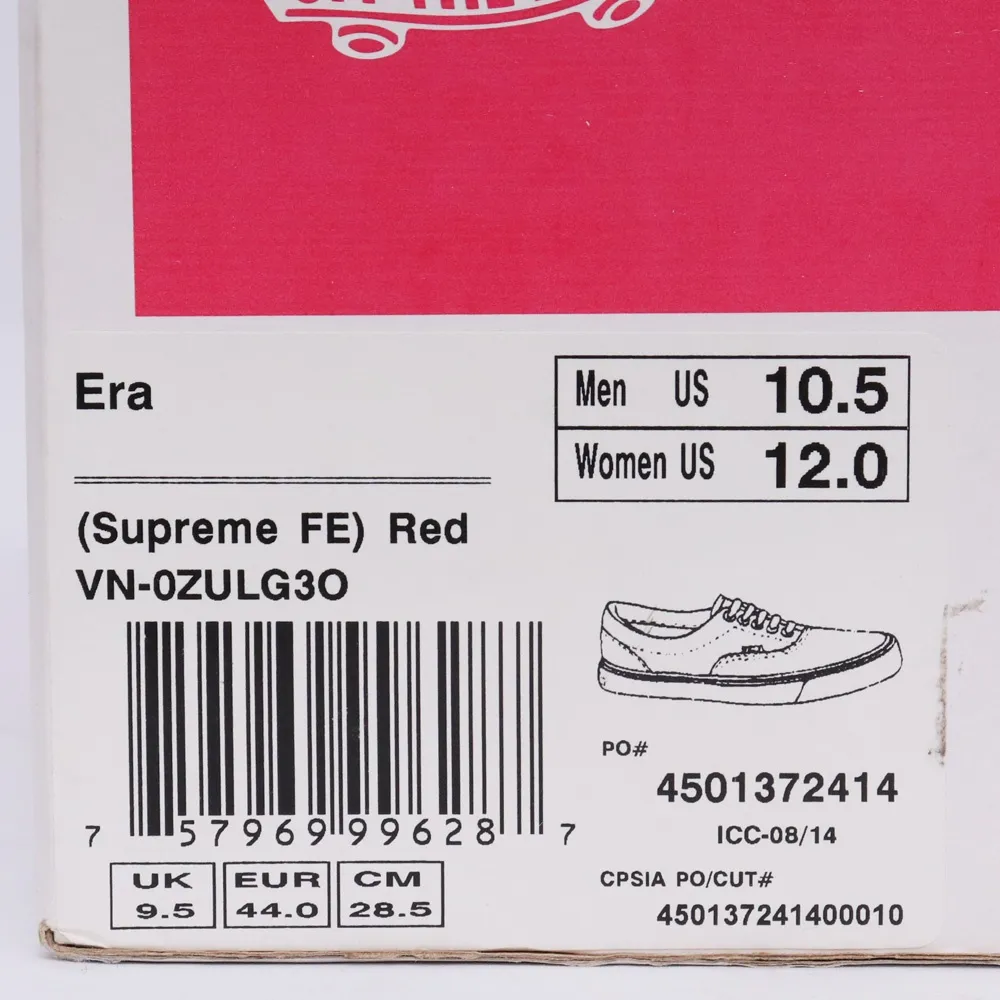 Era
Men US 10.5
Women US 12.0
(Supreme FE) Red
VN-0ZULG3O
7 57969 99628 7
PO#
4501372414
ICC-08/14
CPSIA PO/CUT#
450137241400010
UK EUR CM
9.5 44.0 28.5